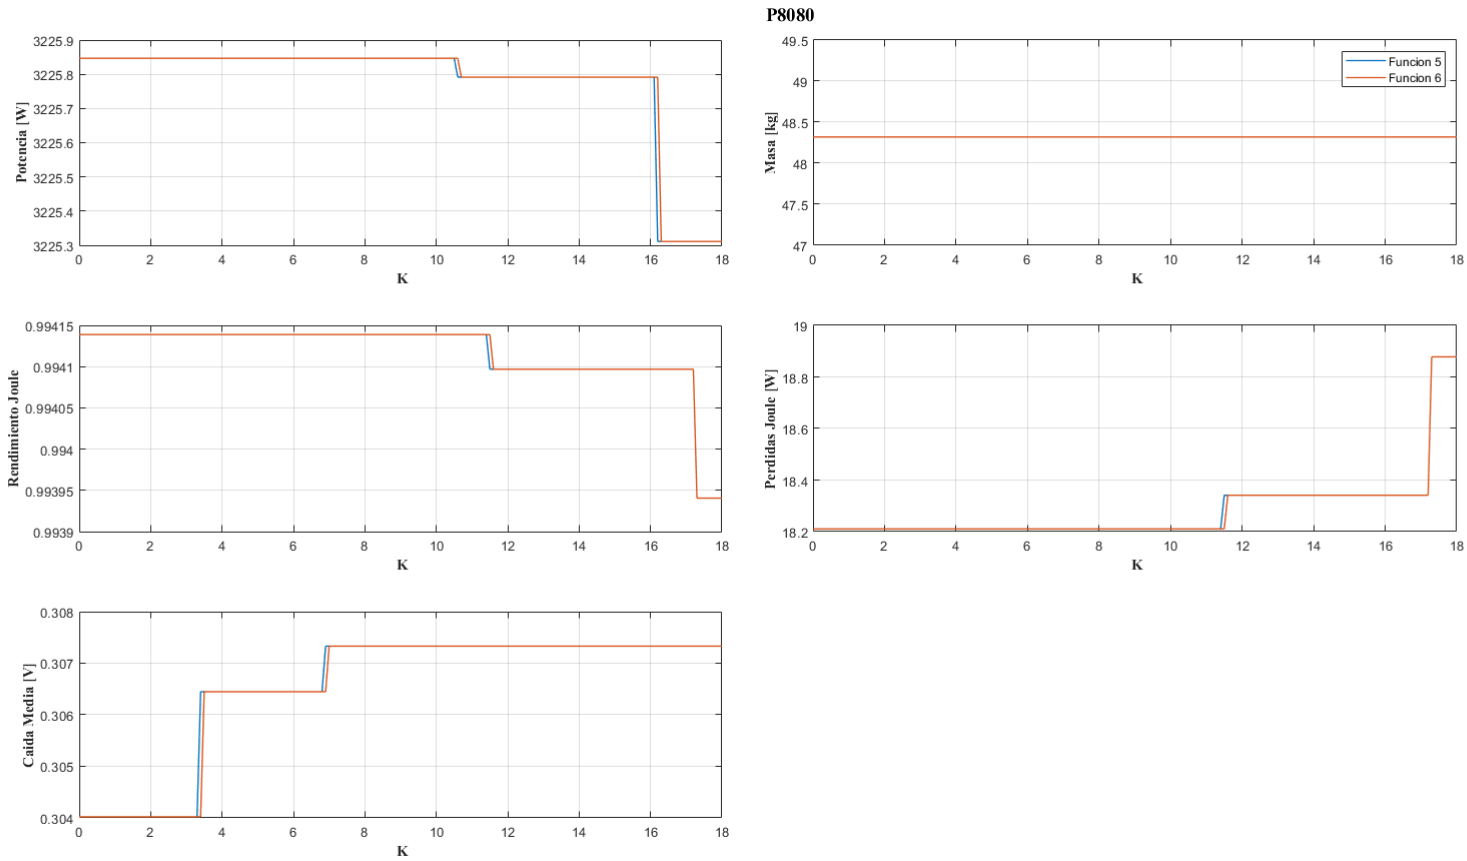 P8080
3225.9
3225.8
3225.7
3225.6
3225.5
3225.4
3225.3
Potencia [W]
0 2 4 6 8 10 12 14 16 18
K
49.5
49
48.5
48
47.5
47
Masa [kg]
Funcion 5
Funcion 6
0 2 4 6 8 10 12 14 16 18
K
0.99415
0.9941
0.99405
0.994
0.99395
0.9939
Rendimiento Joule
0 2 4 6 8 10 12 14 16 18
K
19
18.8
18.6
18.4
18.2
Perdidas Joule [W]
0 2 4 6 8 10 12 14 16 18
K
0.308
0.307
0.306
0.305
0.304
Caida Media [V]
0 2 4 6 8 10 12 14 16 18
K